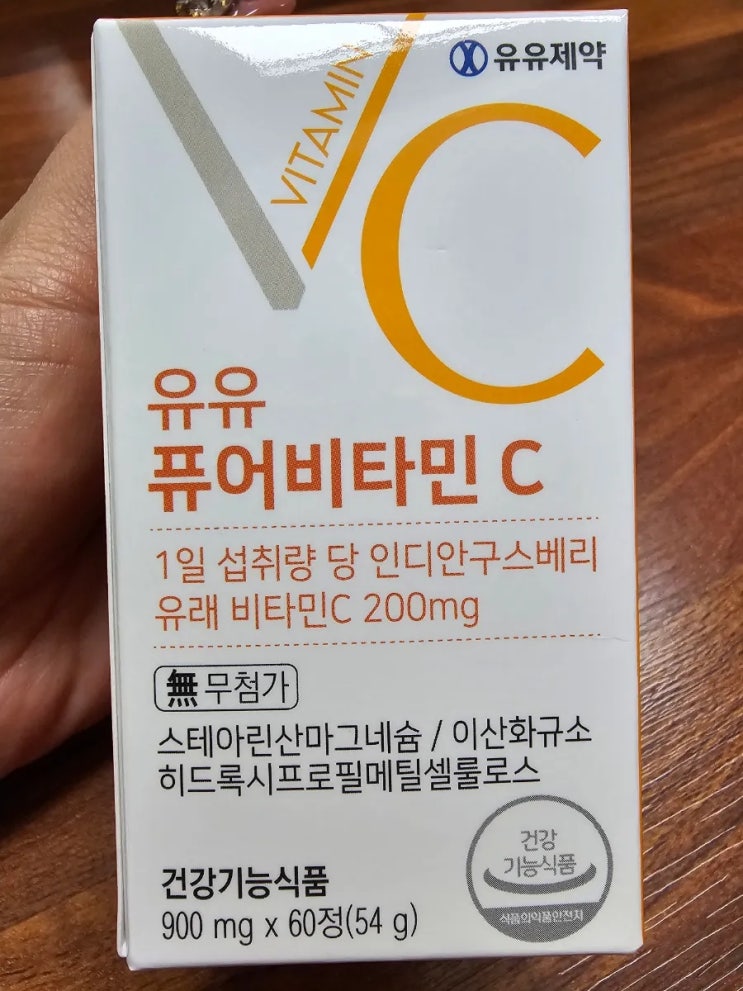 VITAMIN
VC
유유제약
유유
퓨어비타민 C
1일 섭취량 당 인디안구스베리
유래 비타민C 200mg
無 무첨가
스테아린산마그네슘 / 이산화규소
히드록시프로필메틸셀룰로스
건강기능식품
900 mg x 60정(54 g)
건강
기능식품
식품의약품안전처